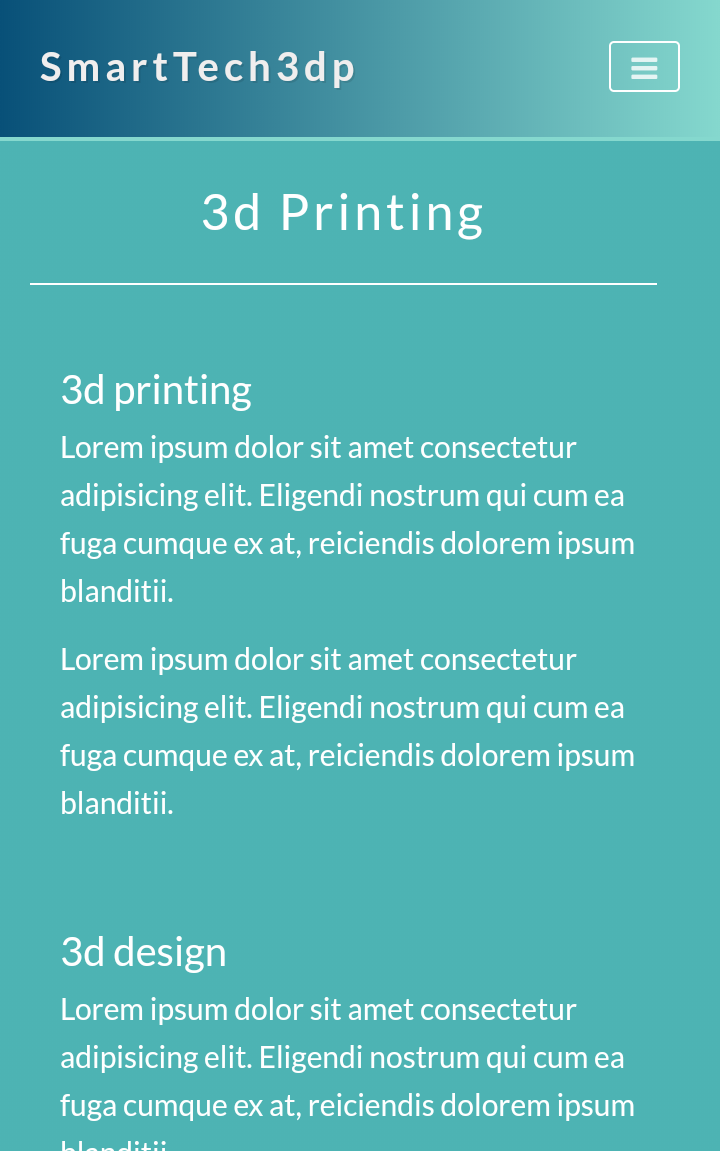 SmartTech3dp
3d Printing
3d printing
Lorem ipsum dolor sit amet consectetur
adipisicing elit. Eligendi nostrum qui cum ea
fuga cumque ex at, reiciendis dolorem ipsum
blanditii.
Lorem ipsum dolor sit amet consectetur
adipisicing elit. Eligendi nostrum qui cum ea
fuga cumque ex at, reiciendis dolorem ipsum
blanditii.
3d design
Lorem ipsum dolor sit amet consectetur
adipisicing elit. Eligendi nostrum qui cum ea
fuga cumque ex at, reiciendis dolorem ipsum
blanditii.